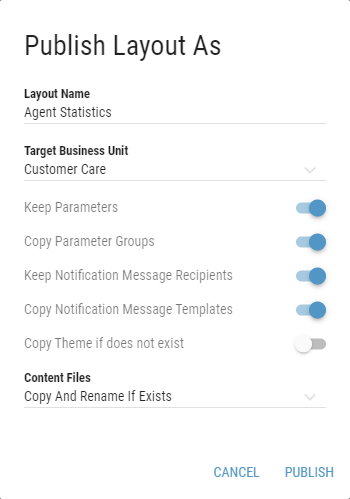 Publish Layout As
Layout Name
Agent Statistics
Target Business Unit
Customer Care
Keep Parameters
Copy Parameter Groups
Keep Notification Message Recipients
Copy Notification Message Templates
Copy Theme if does not exist
Content Files
Copy And Rename If Exists
CANCEL PUBLISH